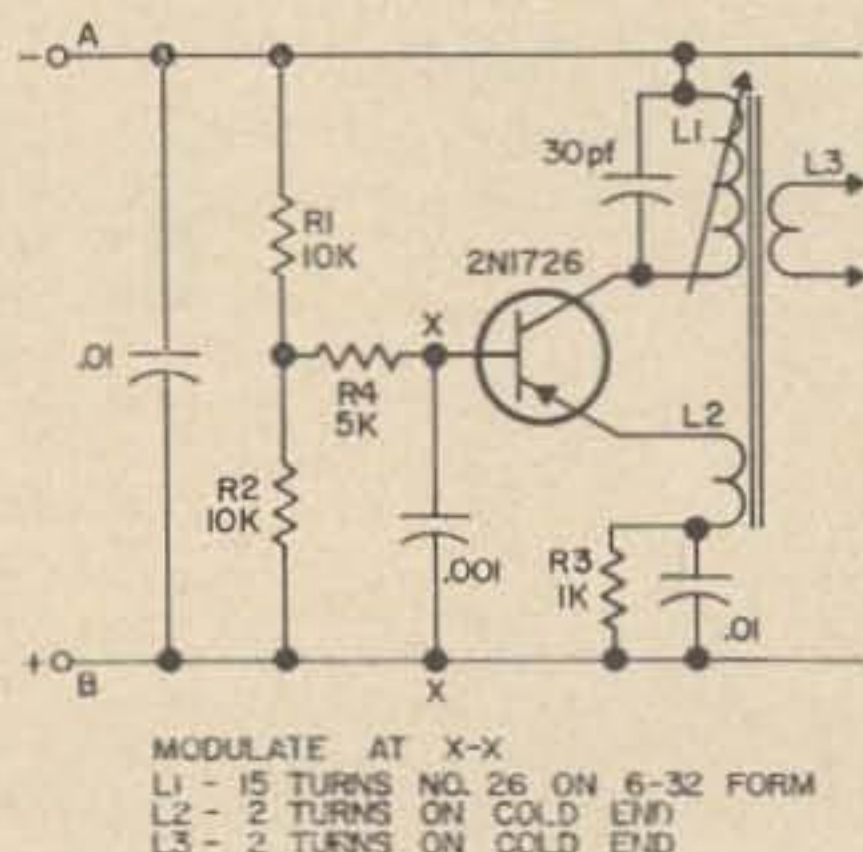 - A
L1
30pf
L3
R1
10K
2N1726
X
.01
R4
5K
L2
R2
10K
.001
R3
1K
.01
+ B
X
MODULATE AT X-X
L1 - 15 TURNS NO. 26 ON 6-32 FORM
L2 - 2 TURNS ON COLD END
L3 - 2 TURNS ON COLD END